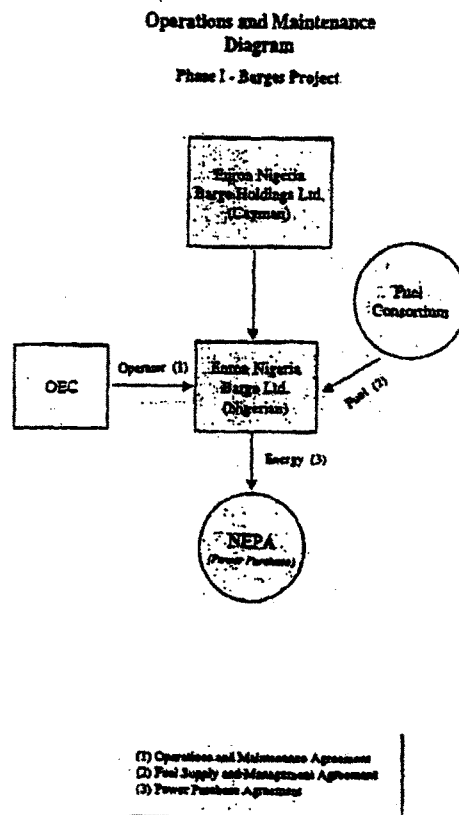 Operations and Maintenance
Diagram
Phase I - Barges Project
Enron Nigeria
Barge Holdings Ltd.
(Cayman)
Fuel
Consortium
OEC
Operator (1)
Enron Nigeria
Barge Ltd.
(Nigerian)
Fuel (2)
Energy (3)
NEPA
(Power Purchase)
(1) Operations and Maintenance Agreement
(2) Fuel Supply and Management Agreement
(3) Power Purchase Agreement